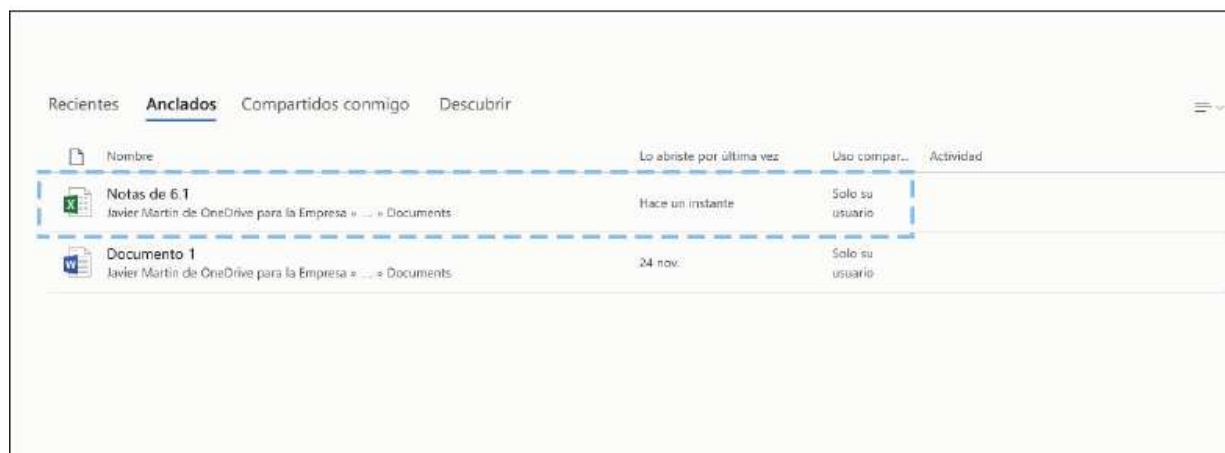 Recientes Anclados Compartidos conmigo Descubrir
Nombre Lo abriste por última vez Uso compar... Actividad
Notas de 6.1
Javier Martin de OneDrive para la Empresa » ... » Documents
Hace un instante
Solo su
usuario
Documento 1
Javier Martin de OneDrive para la Empresa » ... » Documents
24 nov.
Solo su
usuario